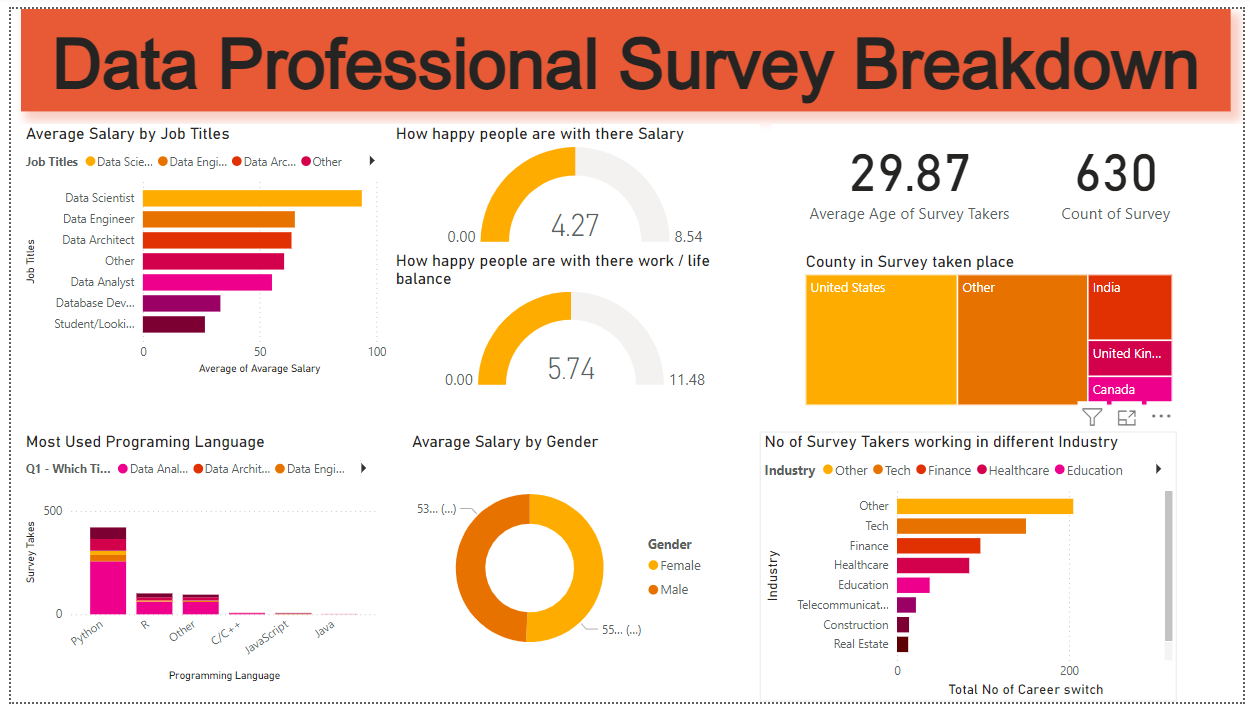 Data Professional Survey Breakdown
Average Salary by Job Titles
Job Titles Data Scie... Data Engi... Data Arc... Other
Data Scientist
Data Engineer
Data Architect
Other
Data Analyst
Database Dev...
Student/Looki...
Job Titles
0 50 100
Average of Avarage Salary
How happy people are with there Salary
4.27
0.00 8.54
How happy people are with there work / life
balance
5.74
0.00 11.48
29.87
Average Age of Survey Takers
630
Count of Survey
County in Survey taken place
United States
Other
India
United Kin...
Canada
Most Used Programing Language
Q1 - Which Ti... Data Anal... Data Archit... Data Engi...
Survey Takes
500
0
Python R Other C/C++ JavaScript Java
Programming Language
Avarage Salary by Gender
53... (...)
55... (...)
Gender
Female
Male
No of Survey Takers working in different Industry
Industry Other Tech Finance Healthcare Education
Industry
Other
Tech
Finance
Healthcare
Education
Telecommunicat...
Construction
Real Estate
0 200
Total No of Career switch